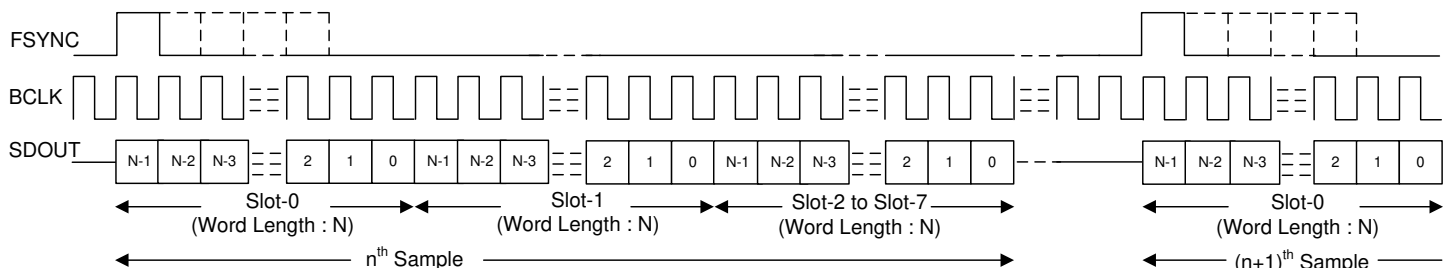 FSYNC
BCLK
SDOUT N-1 N-2 N-3 2 1 0 N-1 N-2 N-3 2 1 0 N-1 N-2 N-3 2 1 0 N-1 N-2 N-3 2 1 0
Slot-0 Slot-1 Slot-2 to Slot-7 Slot-0
(Word Length : N) (Word Length : N) (Word Length : N) (Word Length : N)
nth Sample (n+1)th Sample